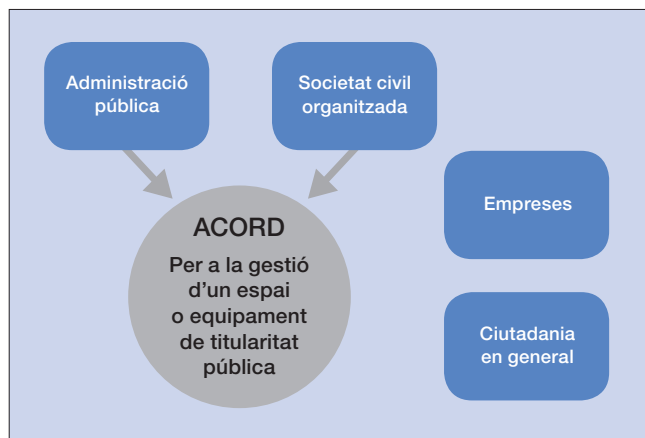 Administració
pública
Societat civil
organitzada
ACORD
Per a la gestió
d'un espai
o equipament
de titularitat
pública
Empreses
Ciutadania
en general